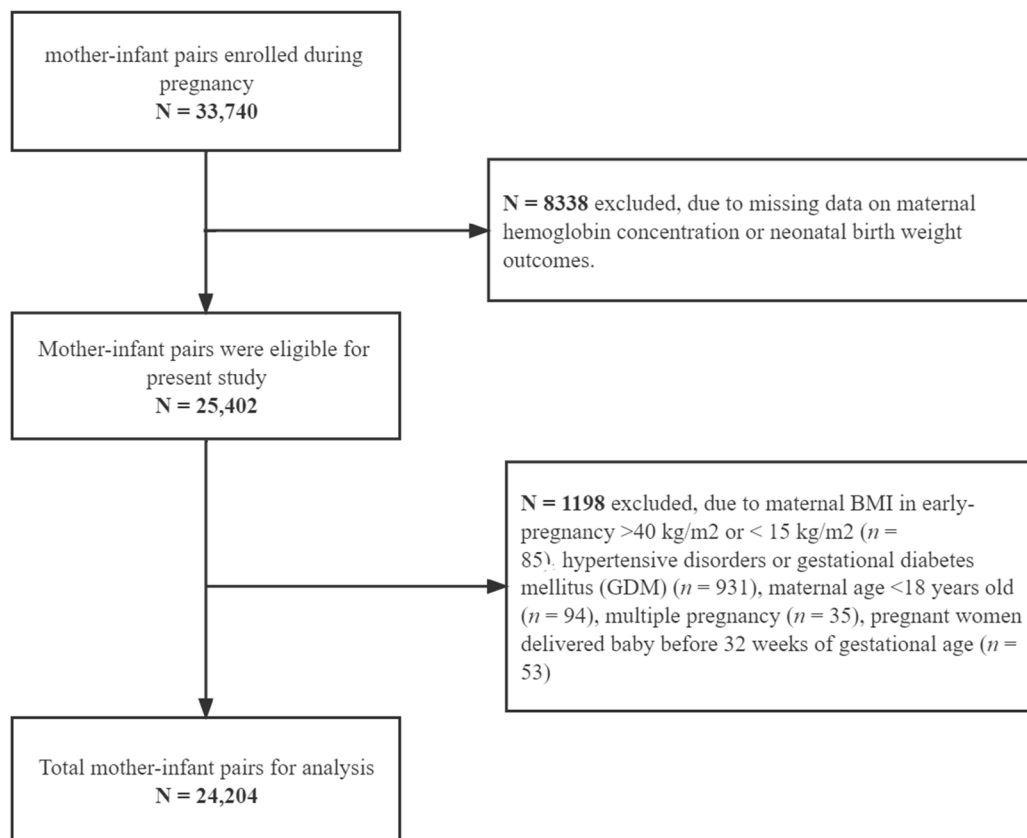 mother-infant pairs enrolled during
pregnancy
N = 33,740
N = 8338 excluded, due to missing data on maternal
hemoglobin concentration or neonatal birth weight
outcomes.
Mother-infant pairs were eligible for
present study
N = 25,402
N = 1198 excluded, due to maternal BMI in early-
pregnancy >40 kg/m2 or < 15 kg/m2 (n =
85), hypertensive disorders or gestational diabetes
mellitus (GDM) (n = 931), maternal age <18 years old
(n = 94), multiple pregnancy (n = 35), pregnant women
delivered baby before 32 weeks of gestational age (n =
53)
Total mother-infant pairs for analysis
N = 24,204